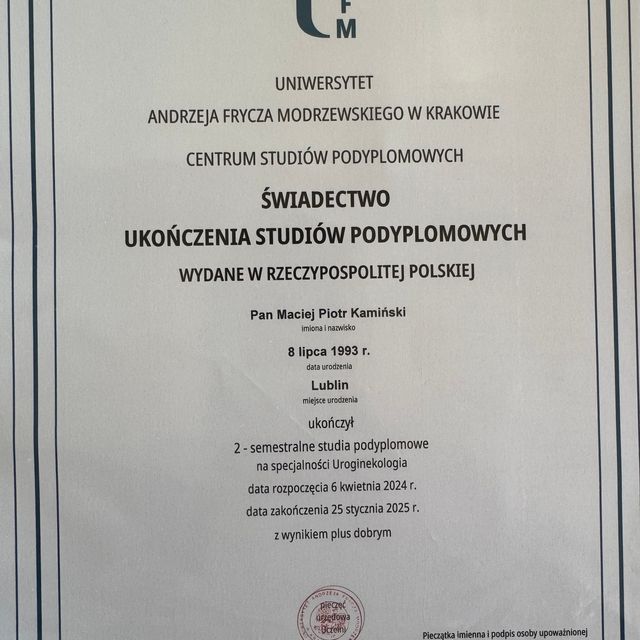 F
M
UNIWERSYTET
ANDRZEJA FRYCZA MODRZEWSKIEGO W KRAKOWIE
CENTRUM STUDIÓW PODYPLOMOWYCH
ŚWIADECTWO
UKOŃCZENIA STUDIÓW PODYPLOMOWYCH
WYDANE W RZECZYPOSPOLITEJ POLSKIEJ
Pan Maciej Piotr Kamiński
imiona i nazwisko
8 lipca 1993 r.
data urodzenia
Lublin
miejsce urodzenia
ukończył
2 - semestralne studia podyplomowe
na specjalności Uroginekologia
data rozpoczęcia 6 kwietnia 2024 r.
data zakończenia 25 stycznia 2025 r.
z wynikiem plus dobrym
pieczęć
urzędowa
Uczelni
Pieczątka imienna i podpis osoby upoważnionej